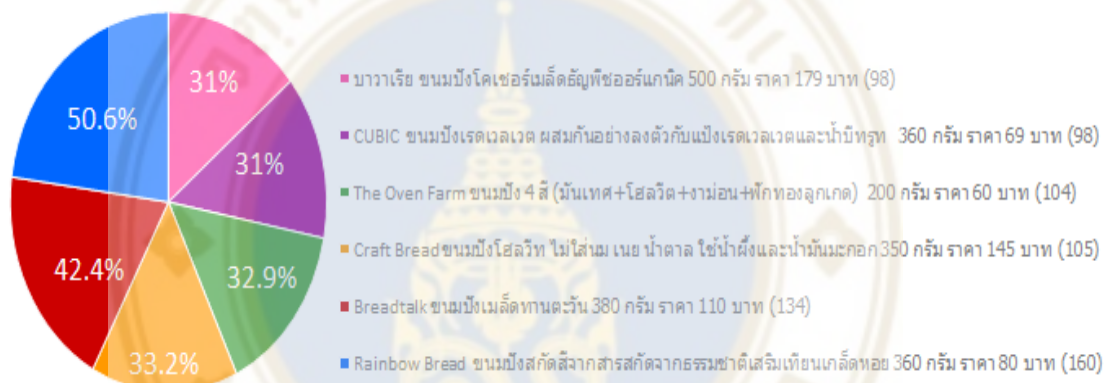 50.6%
31%
31%
42.4%
32.9%
33.2%
บาวาเรีย ขนมปังโคเชอร์เมล็ดธัญพืชออร์แกนิค 500 กรัม ราคา 179 บาท (98)
CUBIC ขนมปังเรดเวลเวต ผสมกันอย่างลงตัวกับแป้งเรดเวลเวตและน้ำบีทรูท 360 กรัม ราคา 69 บาท (98)
The Oven Farm ขนมปัง 4 สี (มันเทศ+โฮลวีต+งาม่อน+ฟักทองลูกเกด) 200 กรัม ราคา 60 บาท (104)
Craft Bread ขนมปังโฮลวีท ไม่ใส่นม เนย น้ำตาล ใช้น้ำผึ้งและน้ำมันมะกอก 350 กรัม ราคา 145 บาท (105)
Breadtalk ขนมปังเมล็ดทานตะวัน 380 กรัม ราคา 110 บาท (134)
Rainbow Bread ขนมปังสกัดสีจากสารสกัดจากธรรมชาติเสริมเทียนเกล็ดหอย 360 กรัม ราคา 80 บาท (160)